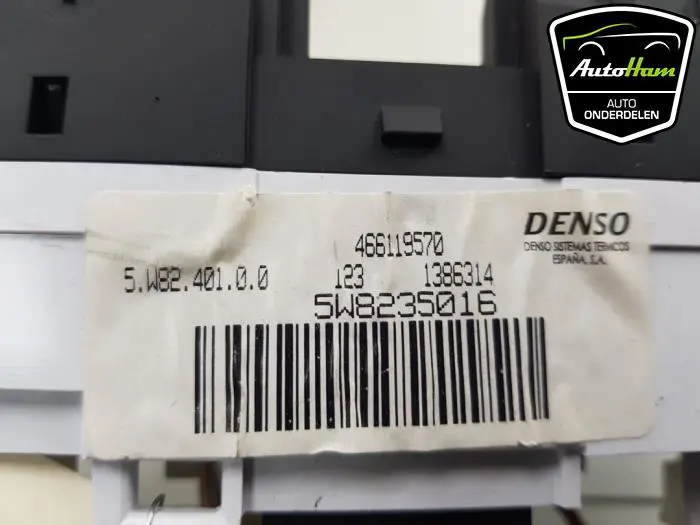 AutoHam
AUTO
ONDERDELEN
466119570
DENSO
DENSO SISTEMAS TERMICOS
ESPAÑA, S.A.
5.W82.401.0.0
123
1386314
5W8235016